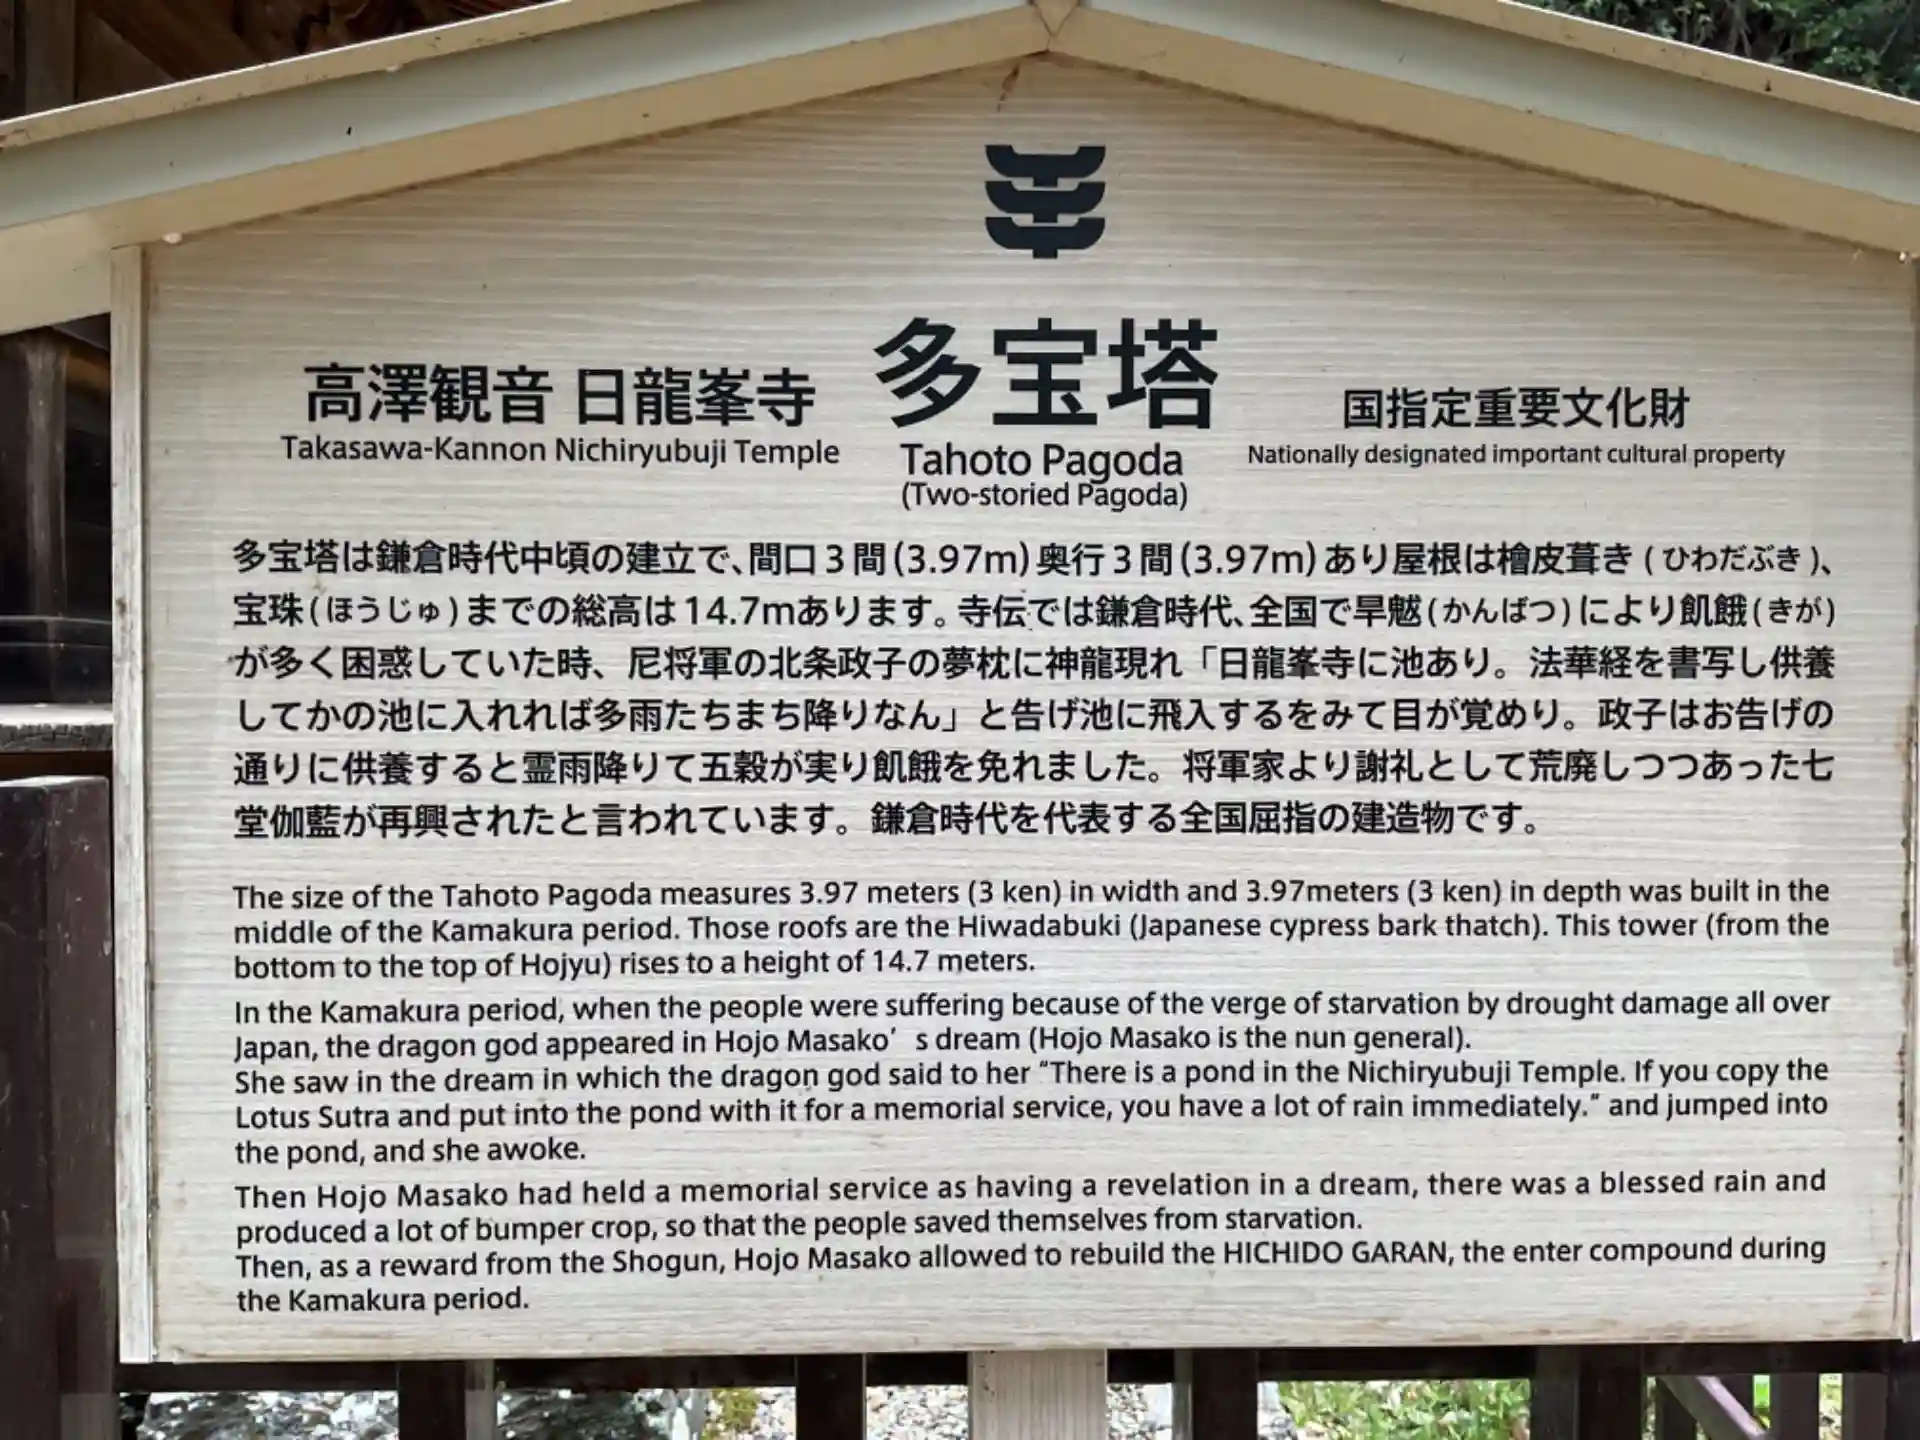 高澤観音 日龍峯寺
Takasawa-Kannon Nichiryubuji Temple
多宝塔
Tahoto Pagoda
(Two-storied Pagoda)
国指定重要文化財
Nationally designated important cultural property
多宝塔は鎌倉時代中頃の建立で、間口3間(3.97m)奥行3間(3.97m)あり屋根は檜皮葺き(ひわだぶき)、
宝珠(ほうじゅ)までの総高は14.7mあります。寺伝では鎌倉時代、全国で旱魃(かんばつ)により飢餓(きが)
が多く困惑していた時、尼将軍の北条政子の夢枕に神龍現れ「日龍峯寺に池あり。法華経を書写し供養
してかの池に入れれば多雨たちまち降りなん」と告げ池に飛入するをみて目が覚めり。政子はお告げの
通りに供養すると霊雨降りて五穀が実り飢餓を免れました。将軍家より謝礼として荒廃しつつあった七
堂伽藍が再興されたと言われています。鎌倉時代を代表する全国屈指の建造物です。
The size of the Tahoto Pagoda measures 3.97 meters (3 ken) in width and 3.97meters (3 ken) in depth was built in the
middle of the Kamakura period. Those roofs are the Hiwadabuki (Japanese cypress bark thatch). This tower (from the
bottom to the top of Hojyu) rises to a height of 14.7 meters.
In the Kamakura period, when the people were suffering because of the verge of starvation by drought damage all over
Japan, the dragon god appeared in Hojo Masako's dream (Hojo Masako is the nun general).
She saw in the dream in which the dragon god said to her "There is a pond in the Nichiryubuji Temple. If you copy the
Lotus Sutra and put into the pond with it for a memorial service, you have a lot of rain immediately." and jumped into
the pond, and she awoke.
Then Hojo Masako had held a memorial service as having a revelation in a dream, there was a blessed rain and
produced a lot of bumper crop, so that the people saved themselves from starvation.
Then, as a reward from the Shogun, Hojo Masako allowed to rebuild the HICHIDO GARAN, the enter compound during
the Kamakura period.